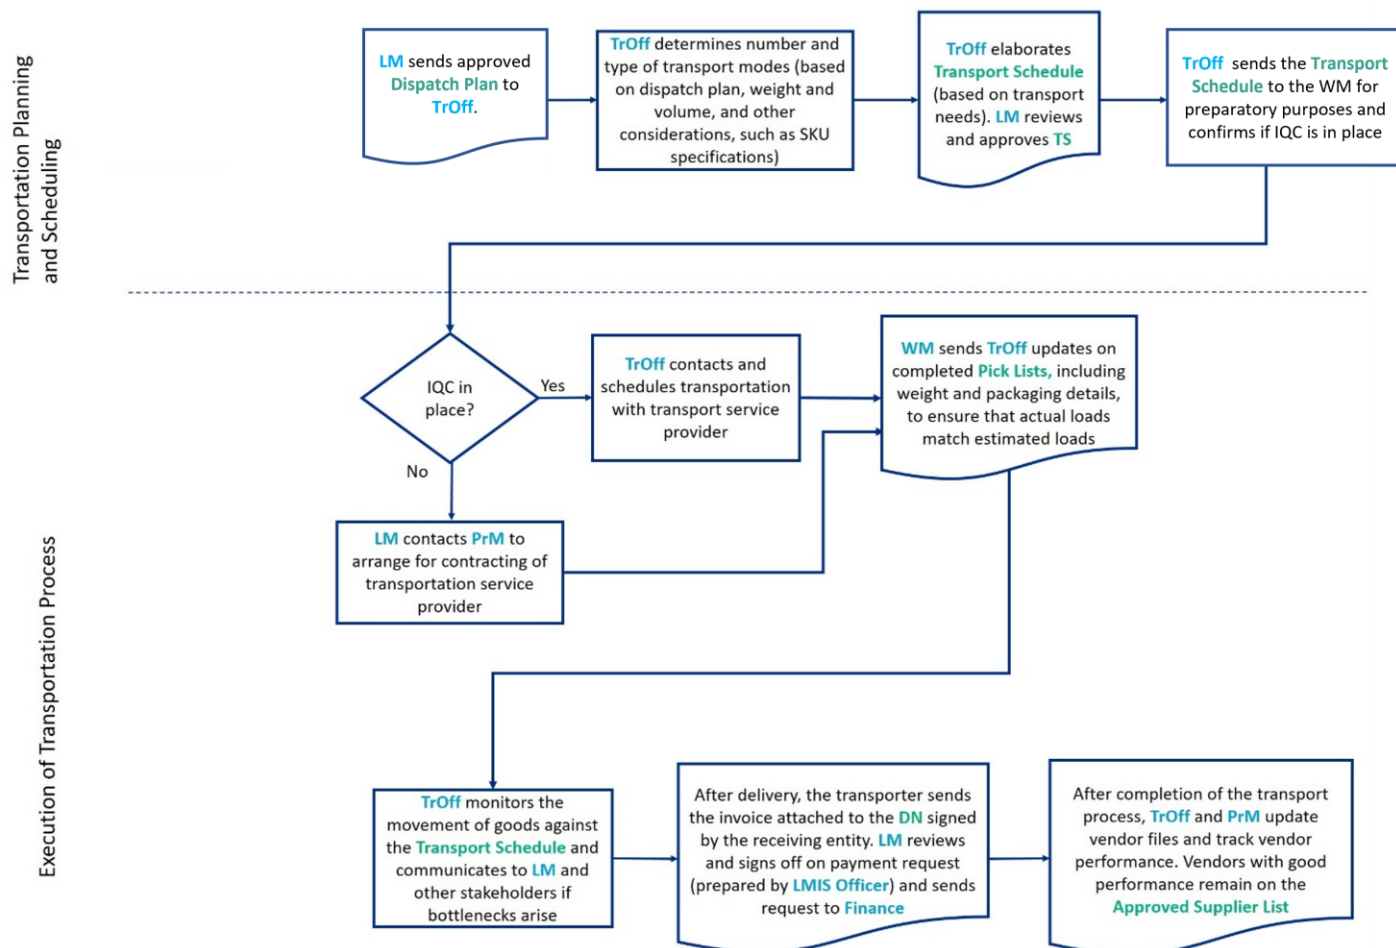 Transportation Planning
and Scheduling
LM sends approved
Dispatch Plan to
TrOff.
TrOff determines number and
type of transport modes (based
on dispatch plan, weight and
volume, and other
considerations, such as SKU
specifications)
TrOff elaborates
Transport Schedule
(based on transport
needs). LM reviews
and approves TS
TrOff sends the Transport
Schedule to the WM for
preparatory purposes and
confirms if IQC is in place
Execution of Transportation Process
IQC in
place?
Yes
No
TrOff contacts and
schedules transportation
with transport service
provider
WM sends TrOff updates on
completed Pick Lists, including
weight and packaging details,
to ensure that actual loads
match estimated loads
LM contacts PrM to
arrange for contracting of
transportation service
provider
TrOff monitors the
movement of goods against
the Transport Schedule and
communicates to LM and
other stakeholders if
bottlenecks arise
After delivery, the transporter sends
the invoice attached to the DN signed
by the receiving entity. LM reviews
and signs off on payment request
(prepared by LMIS Officer) and sends
request to Finance
After completion of the transport
process, TrOff and PrM update
vendor files and track vendor
performance. Vendors with good
performance remain on the
Approved Supplier List